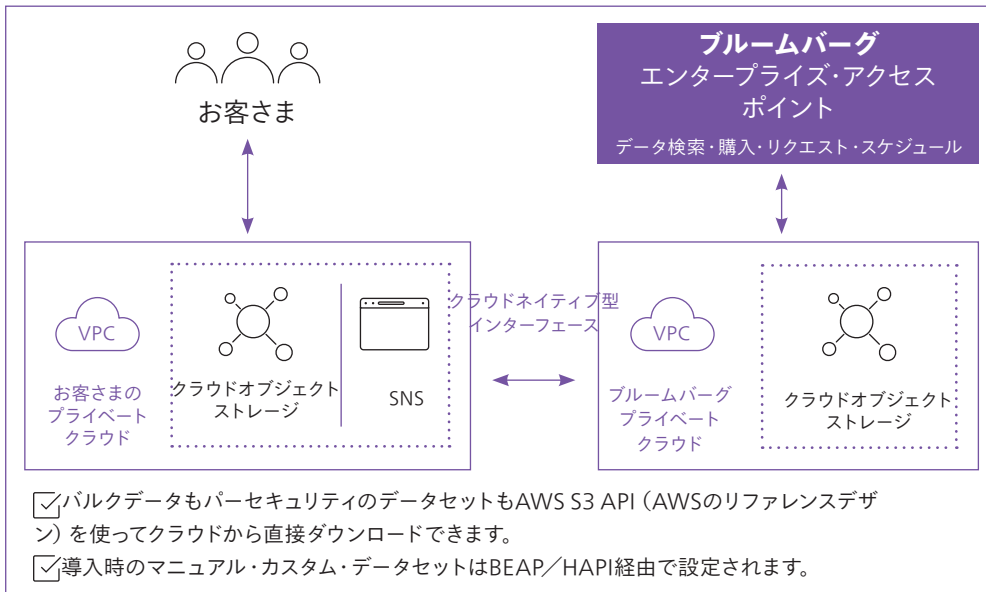 お客さま
ブルームバーグ
エンタープライズ・アクセス
ポイント
データ検索・購入・リクエスト・スケジュール
VPC
お客さまの
プライベート
クラウド
クラウドオブジェクト
ストレージ
SNS
クラウドネイティブ型
インターフェース
VPC
ブルームバーグ
プライベート
クラウド
クラウドオブジェクト
ストレージ
バルクデータもパーセキュリティのデータセットもAWS S3 API（AWSのリファレンスデザ
ン）を使ってクラウドから直接ダウンロードできます。
導入時のマニュアル・カスタム・データセットはBEAP／HAPI経由で設定されます。